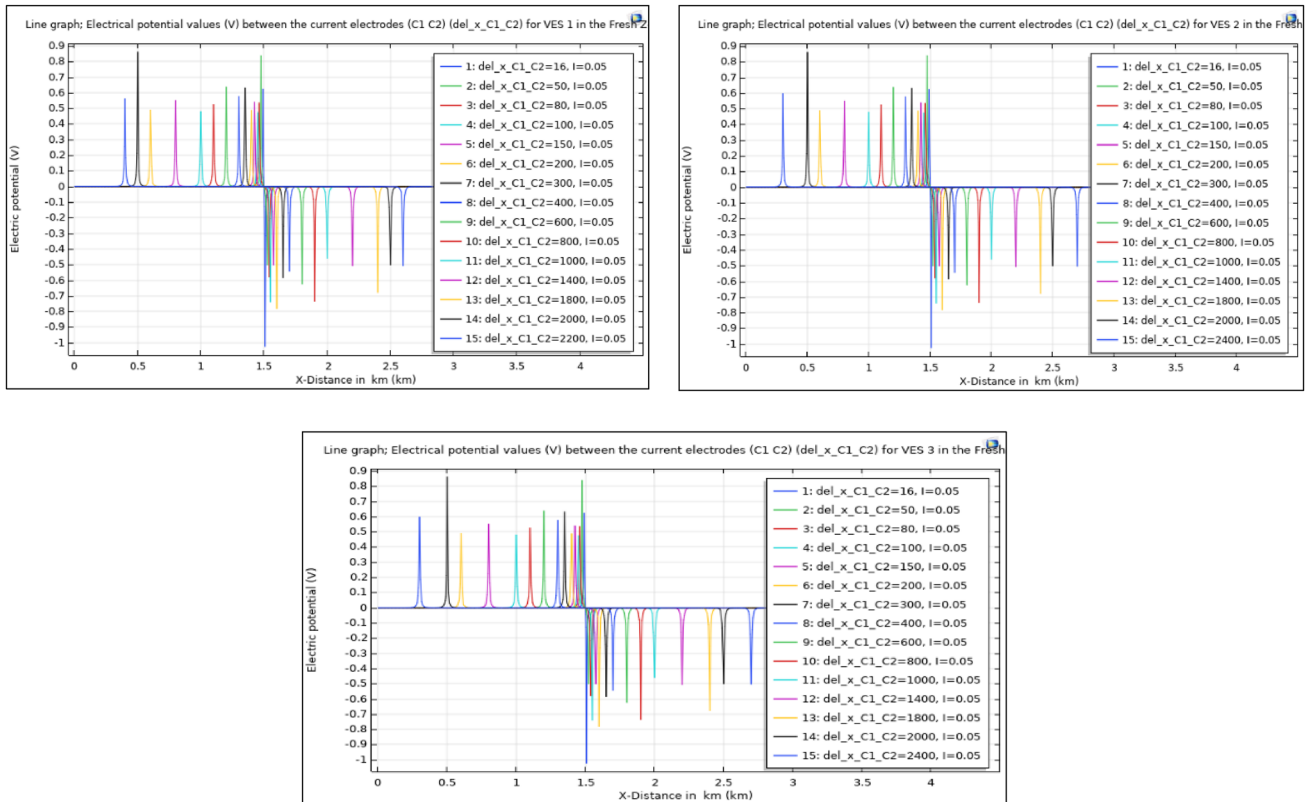 Line graph; Electrical potential values (V) between the current electrodes (C1 C2) (del_x_C1_C2) for VES 1 in the Fresh Z
Electric potential (V)
0.9
0.8
0.7
0.6
0.5
0.4
0.3
0.2
0.1
0
-0.1
-0.2
-0.3
-0.4
-0.5
-0.6
-0.7
-0.8
-0.9
-1
1: del_x_C1_C2=16, I=0.05
2: del_x_C1_C2=50, I=0.05
3: del_x_C1_C2=80, I=0.05
4: del_x_C1_C2=100, I=0.05
5: del_x_C1_C2=150, I=0.05
6: del_x_C1_C2=200, I=0.05
7: del_x_C1_C2=300, I=0.05
8: del_x_C1_C2=400, I=0.05
9: del_x_C1_C2=600, I=0.05
10: del_x_C1_C2=800, I=0.05
11: del_x_C1_C2=1000, I=0.05
12: del_x_C1_C2=1400, I=0.05
13: del_x_C1_C2=1800, I=0.05
14: del_x_C1_C2=2000, I=0.05
15: del_x_C1_C2=2200, I=0.05
0 0.5 1 1.5 2 2.5 3 3.5 4
X-Distance in km (km)
Line graph; Electrical potential values (V) between the current electrodes (C1 C2) (del_x_C1_C2) for VES 2 in the Fresh
Electric potential (V)
0.9
0.8
0.7
0.6
0.5
0.4
0.3
0.2
0.1
0
-0.1
-0.2
-0.3
-0.4
-0.5
-0.6
-0.7
-0.8
-0.9
-1
1: del_x_C1_C2=16, I=0.05
2: del_x_C1_C2=50, I=0.05
3: del_x_C1_C2=80, I=0.05
4: del_x_C1_C2=100, I=0.05
5: del_x_C1_C2=150, I=0.05
6: del_x_C1_C2=200, I=0.05
7: del_x_C1_C2=300, I=0.05
8: del_x_C1_C2=400, I=0.05
9: del_x_C1_C2=600, I=0.05
10: del_x_C1_C2=800, I=0.05
11: del_x_C1_C2=1000, I=0.05
12: del_x_C1_C2=1400, I=0.05
13: del_x_C1_C2=1800, I=0.05
14: del_x_C1_C2=2000, I=0.05
15: del_x_C1_C2=2400, I=0.05
0 0.5 1 1.5 2 2.5 3 3.5 4
X-Distance in km (km)
Line graph; Electrical potential values (V) between the current electrodes (C1 C2) (del_x_C1_C2) for VES 3 in the Fresh
Electric potential (V)
0.9
0.8
0.7
0.6
0.5
0.4
0.3
0.2
0.1
0
-0.1
-0.2
-0.3
-0.4
-0.5
-0.6
-0.7
-0.8
-0.9
-1
1: del_x_C1_C2=16, I=0.05
2: del_x_C1_C2=50, I=0.05
3: del_x_C1_C2=80, I=0.05
4: del_x_C1_C2=100, I=0.05
5: del_x_C1_C2=150, I=0.05
6: del_x_C1_C2=200, I=0.05
7: del_x_C1_C2=300, I=0.05
8: del_x_C1_C2=400, I=0.05
9: del_x_C1_C2=600, I=0.05
10: del_x_C1_C2=800, I=0.05
11: del_x_C1_C2=1000, I=0.05
12: del_x_C1_C2=1400, I=0.05
13: del_x_C1_C2=1800, I=0.05
14: del_x_C1_C2=2000, I=0.05
15: del_x_C1_C2=2400, I=0.05
0 0.5 1 1.5 2 2.5 3 3.5 4
X-Distance in km (km)